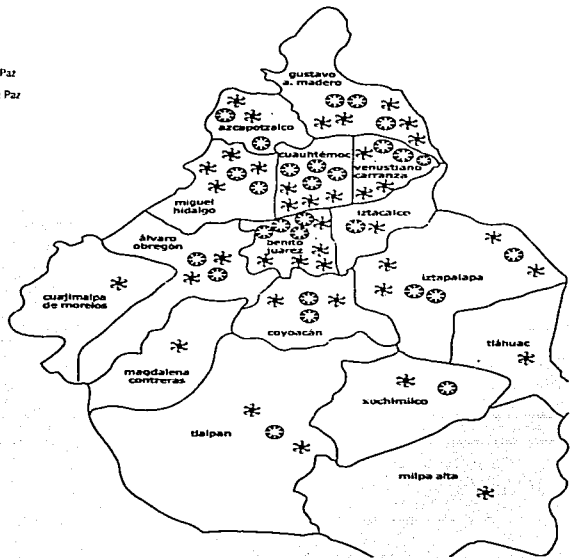 Paz
Paz
gustavo
a. madero
azcapotzalco
cuauhtémoc
venustiano
carranza
miguel
hidalgo
iztacalco
álvaro
obregón
benito
juárez
iztapalapa
cuajimalpa
de morelos
coyoacán
tláhuac
magdalena
contreras
xochimilco
tlalpan
milpa alta